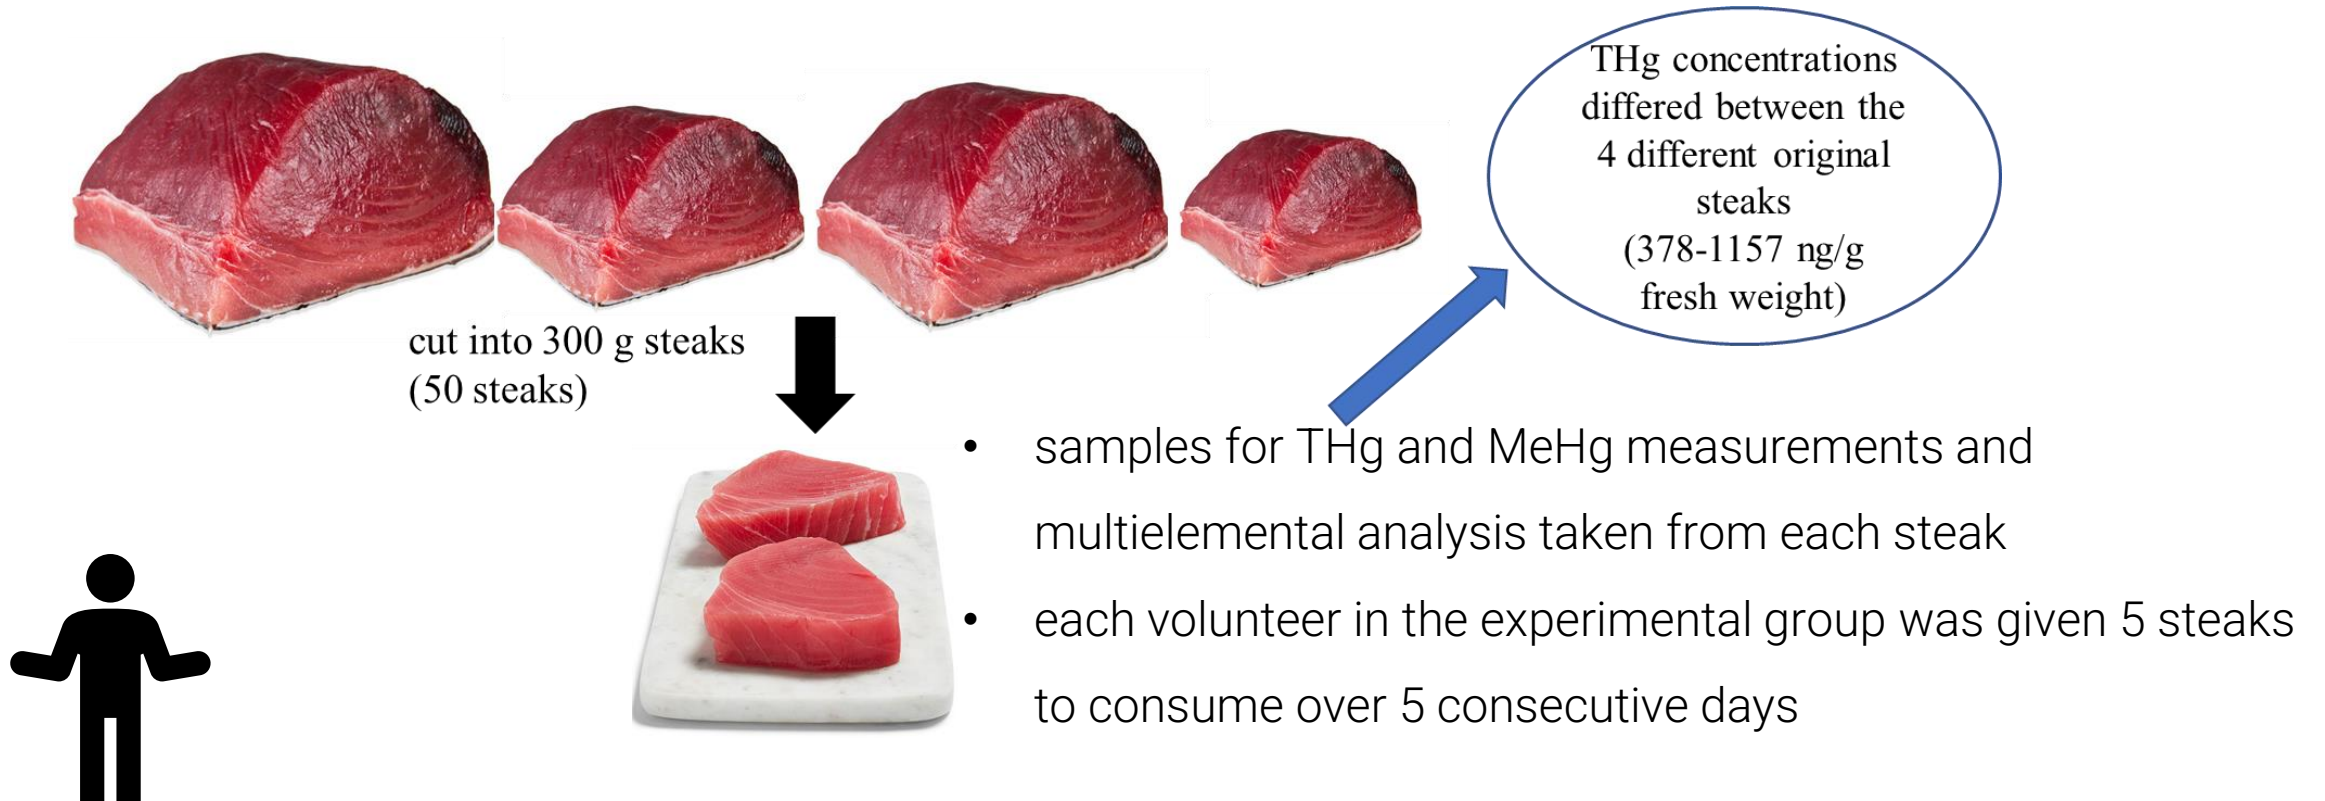 THg concentrations
differed between the
4 different original
steaks
(378-1157 ng/g
fresh weight)
cut into 300 g steaks
(50 steaks)
• samples for THg and MeHg measurements and
multielemental analysis taken from each steak
• each volunteer in the experimental group was given 5 steaks
to consume over 5 consecutive days